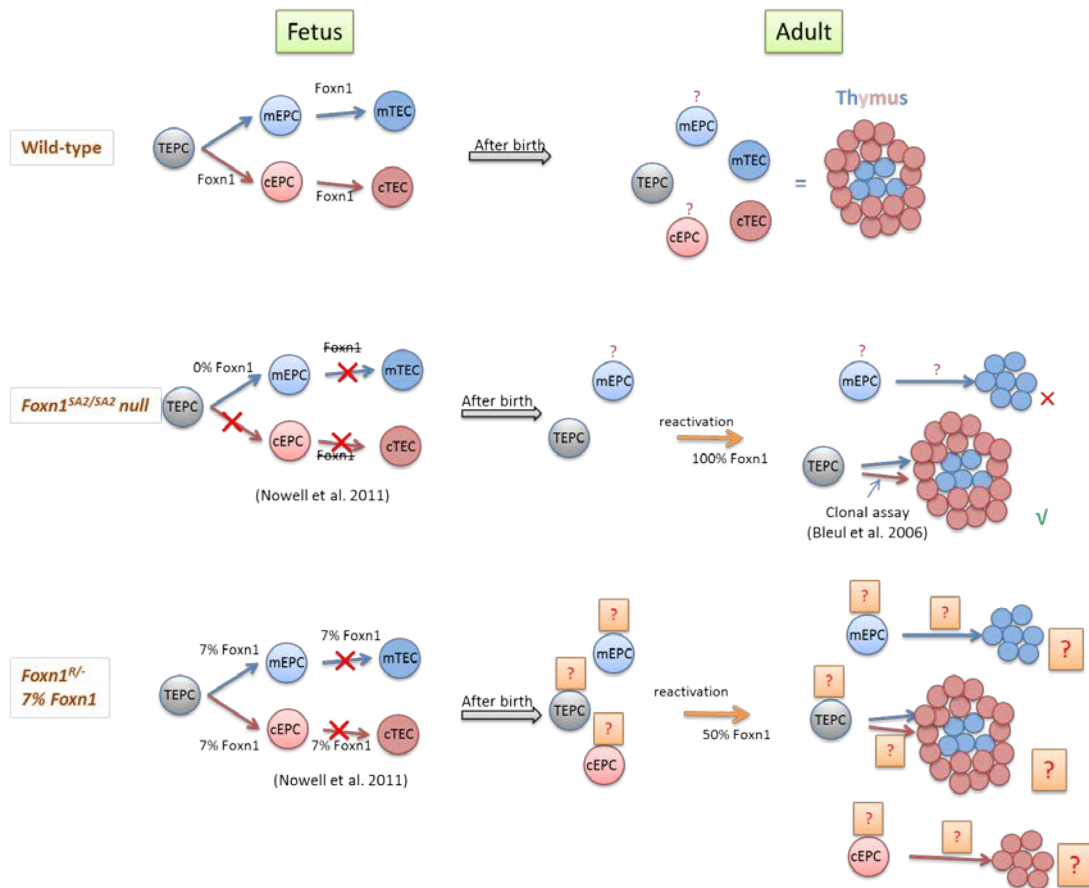 Fetus
Adult
Wild-type
TEPC
Foxn1
mEPC
Foxn1
mTEC
cEPC
Foxn1
cTEC
After birth
?
mEPC
TEPC
mTEC
?
cEPC
cTEC
=
Thymus
Foxn1SA2/SA2 null
TEPC
0% Foxn1
mEPC
Foxn1
mTEC
cEPC
Foxn1
cTEC
(Nowell et al. 2011)
After birth
?
mEPC
TEPC
reactivation
100% Foxn1
?
mEPC
?
TEPC
Clonal assay
(Bleul et al. 2006)
√
Foxn1R/-
7% Foxn1
TEPC
7% Foxn1
mEPC
7% Foxn1
mTEC
7% Foxn1
cEPC
7% Foxn1
cTEC
(Nowell et al. 2011)
After birth
?
mEPC
?
TEPC
?
cEPC
reactivation
50% Foxn1
?
mEPC
?
?
?
TEPC
?
?
?
cEPC
?
?